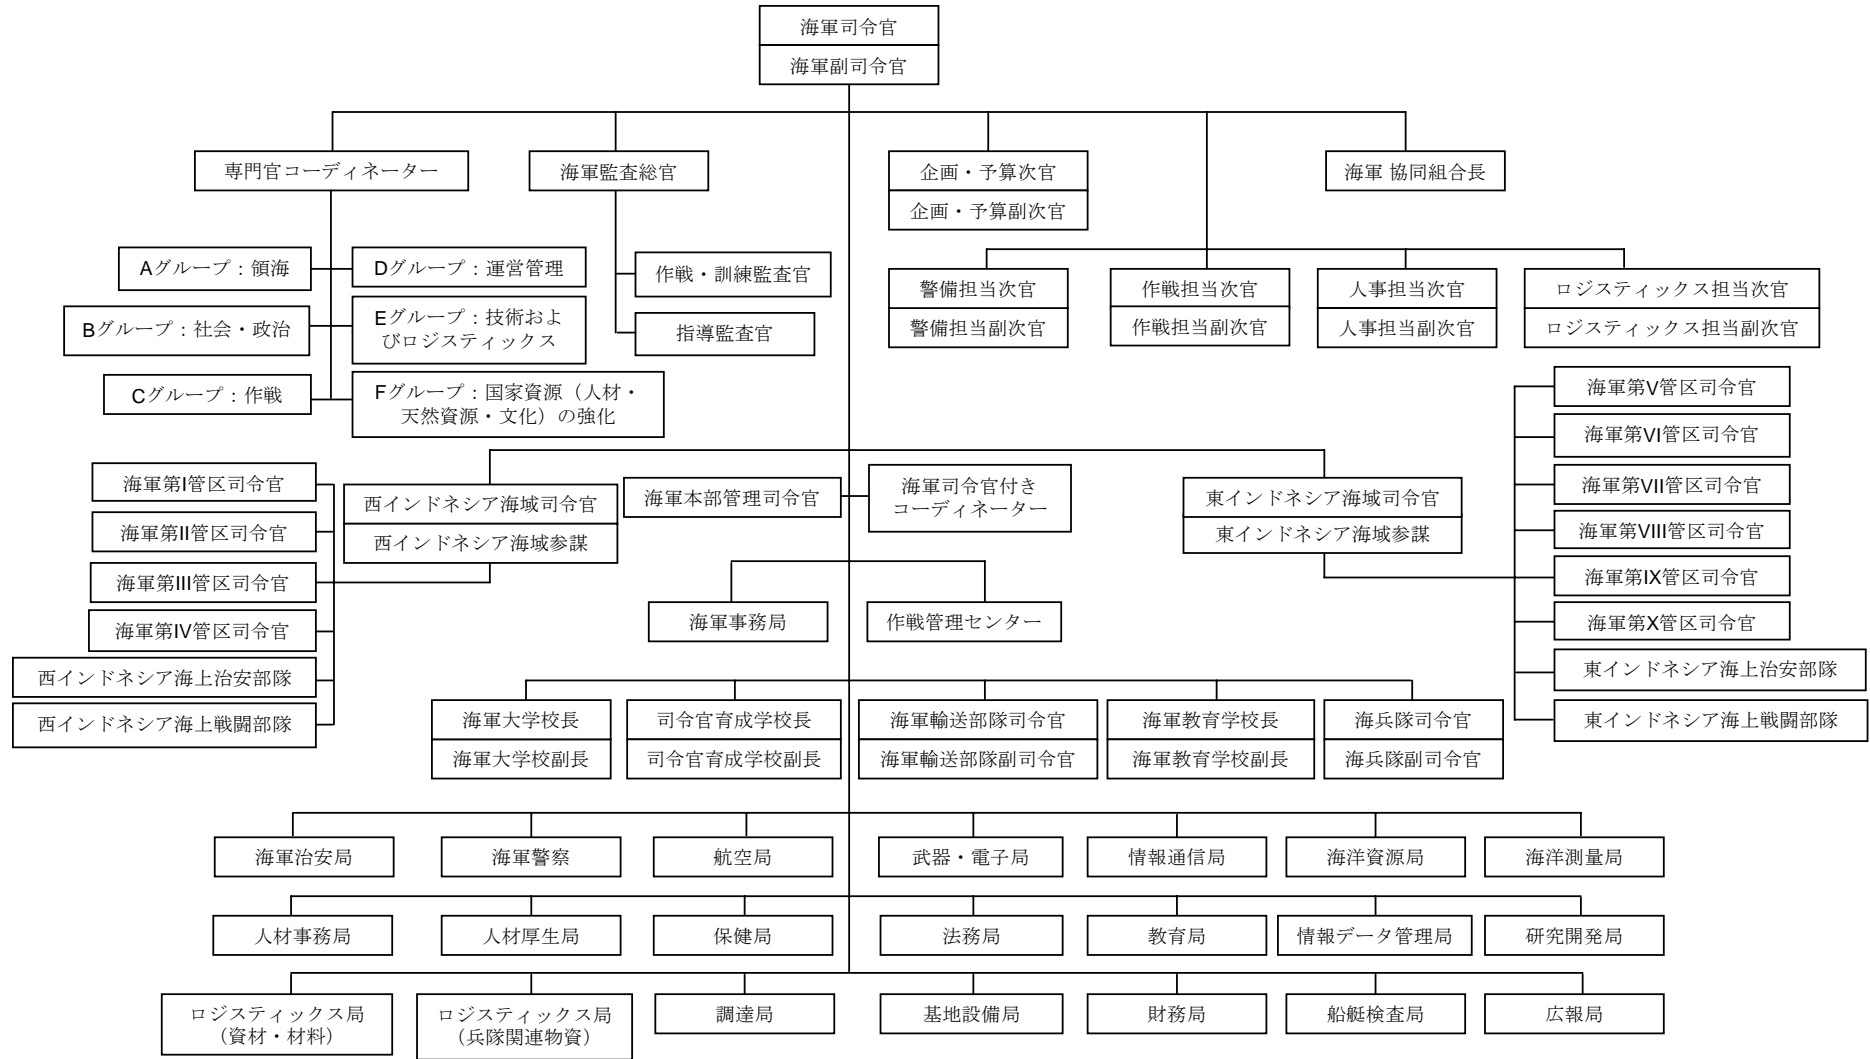 海軍司令官
海軍副司令官
専門官コーディネーター
海軍監査総官
企画・予算次官
企画・予算副次官
海軍 協同組合長
Aグループ：領海
Dグループ：運営管理
Bグループ：社会・政治
Eグループ：技術およ
びロジスティックス
Cグループ：作戦
Fグループ：国家資源（人材・
天然資源・文化）の強化
作戦・訓練監査官
指導監査官
警備担当次官
警備担当副次官
作戦担当次官
作戦担当副次官
人事担当次官
人事担当副次官
ロジスティックス担当次官
ロジスティックス担当副次官
海軍第I管区司令官
海軍第II管区司令官
海軍第III管区司令官
海軍第IV管区司令官
西インドネシア海上治安部隊
西インドネシア海上戦闘部隊
西インドネシア海域司令官
西インドネシア海域参謀
海軍本部管理司令官
海軍司令官付き
コーディネーター
東インドネシア海域司令官
東インドネシア海域参謀
海軍第V管区司令官
海軍第VI管区司令官
海軍第VII管区司令官
海軍第VIII管区司令官
海軍第IX管区司令官
海軍第X管区司令官
東インドネシア海上治安部隊
東インドネシア海上戦闘部隊
海軍事務局
作戦管理センター
海軍大学校長
海軍大学校副長
司令官育成学校長
司令官育成学校副長
海軍輸送部隊司令官
海軍輸送部隊副司令官
海軍教育学校長
海軍教育学校副長
海兵隊司令官
海兵隊副司令官
海軍治安局
海軍警察
航空局
武器・電子局
情報通信局
海洋資源局
海洋測量局
人材事務局
人材厚生局
保健局
法務局
教育局
情報データ管理局
研究開発局
ロジスティックス局
（資材・材料）
ロジスティックス局
（兵隊関連物資）
調達局
基地設備局
財務局
船艇検査局
広報局